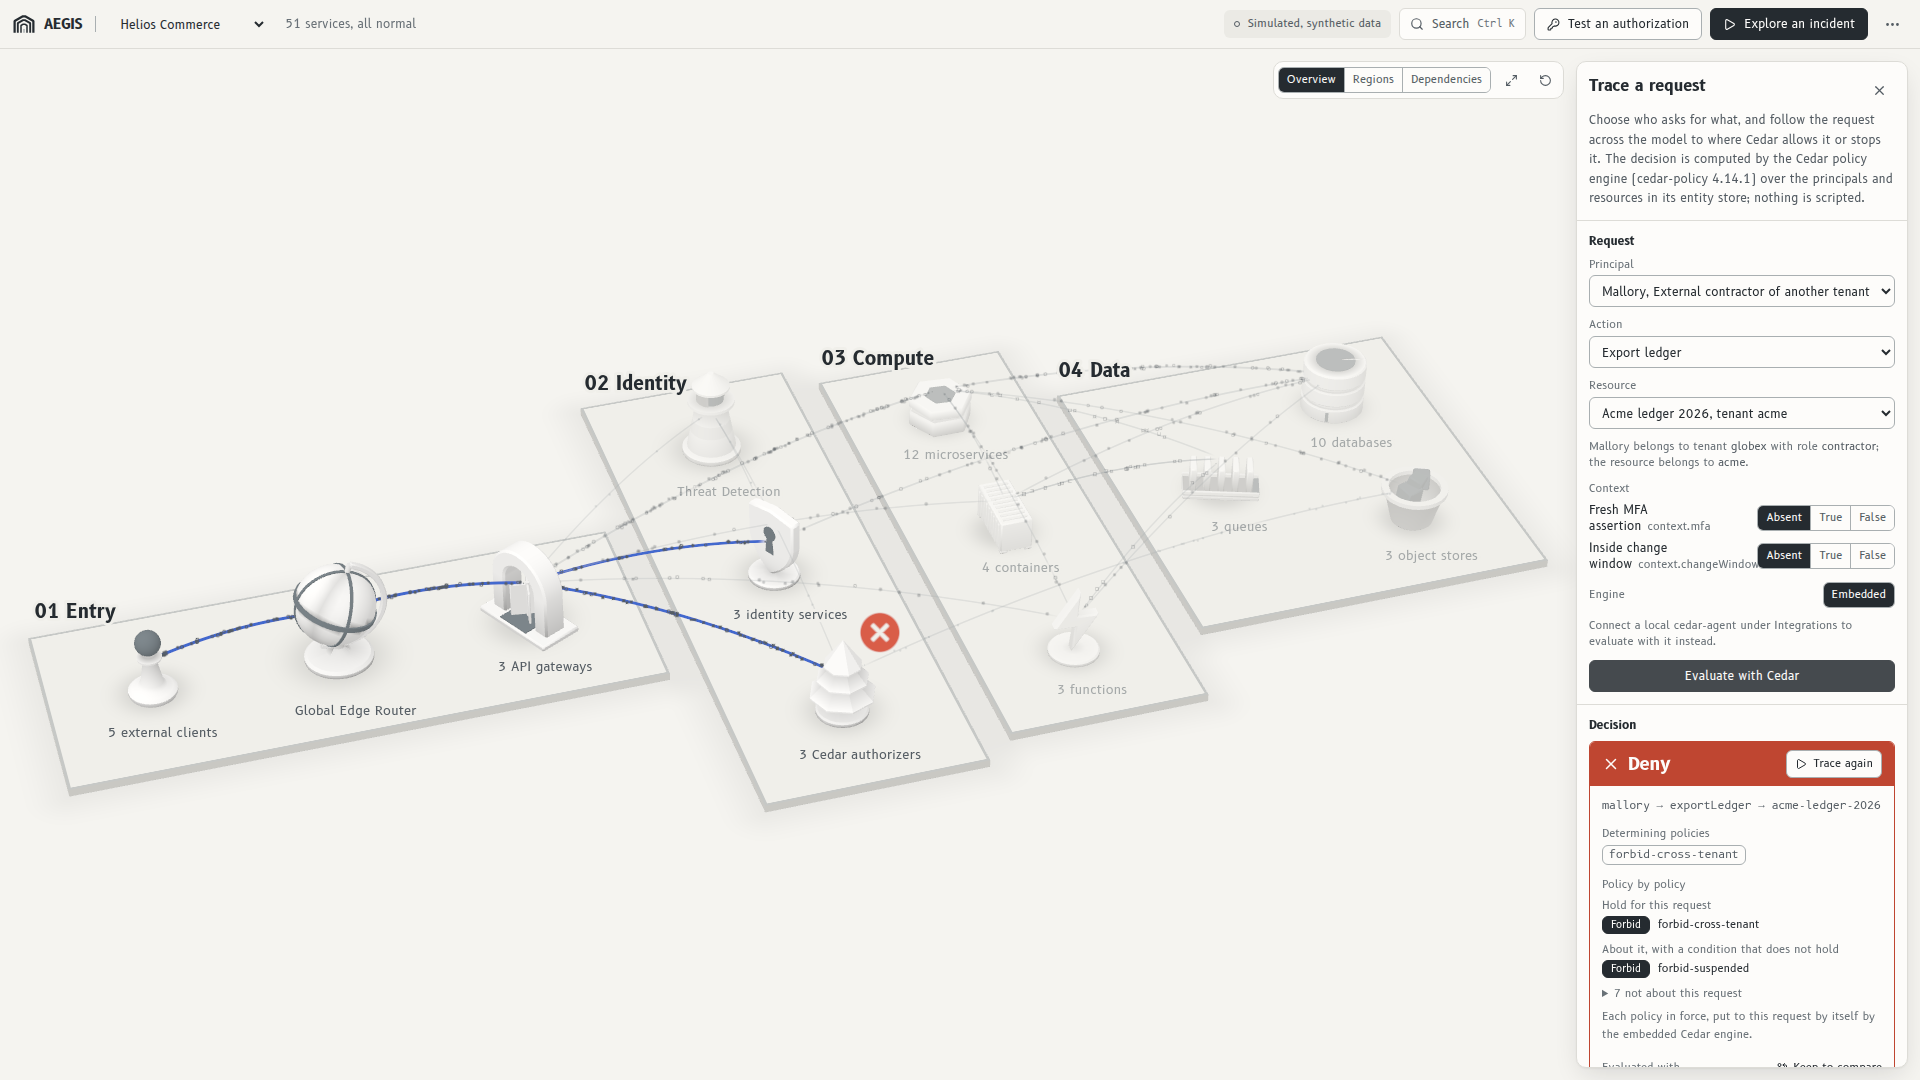 AEGIS
Helios Commerce
51 services, all normal
Simulated, synthetic data
Search Ctrl K
Test an authorization
Explore an incident
Overview
Regions
Dependencies
01 Entry
02 Identity
03 Compute
04 Data
5 external clients
Global Edge Router
3 API gateways
Threat Detection
3 identity services
3 Cedar authorizers
12 microservices
4 containers
3 functions
10 databases
3 queues
3 object stores
Trace a request
Choose who asks for what, and follow the request
across the model to where Cedar allows it or stops
it. The decision is computed by the Cedar policy
engine [cedar-policy 4.14.1] over the principals and
resources in its entity store; nothing is scripted.
Request
Principal
Mallory, External contractor of another tenant
Action
Export ledger
Resource
Acme ledger 2026, tenant acme
Mallory belongs to tenant globex with role contractor;
the resource belongs to acme.
Context
Fresh MFA
assertion context.mfa
Absent True False
Inside change
window context.changeWindow
Absent True False
Engine
Embedded
Connect a local cedar-agent under Integrations to
evaluate with it instead.
Evaluate with Cedar
Decision
Deny
Trace again
mallory → exportLedger → acme-ledger-2026
Determining policies
forbid-cross-tenant
Policy by policy
Hold for this request
Forbid forbid-cross-tenant
About it, with a condition that does not hold
Forbid forbid-suspended
7 not about this request
Each policy in force, put to this request by itself by
the embedded Cedar engine.
Evaluated with
Keep to compare